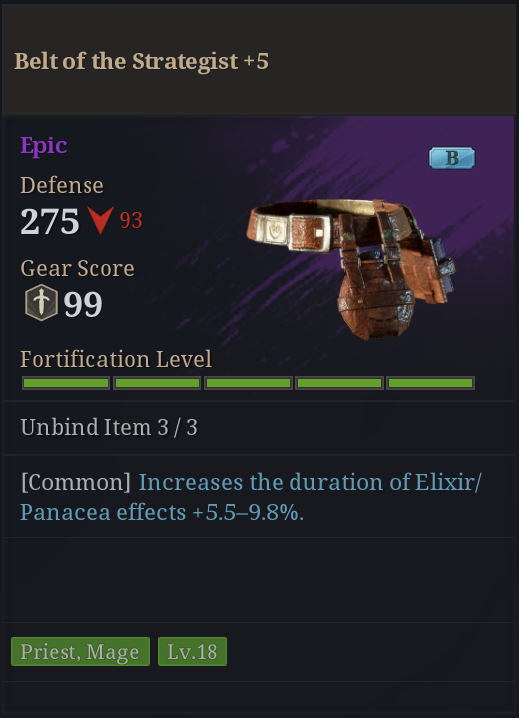 Belt of the Strategist +5
Epic
B
Defense
275 93
Gear Score
99
Fortification Level
Unbind Item 3 / 3
[Common] Increases the duration of Elixir/
Panacea effects +5.5–9.8%.
Priest, Mage Lv.18